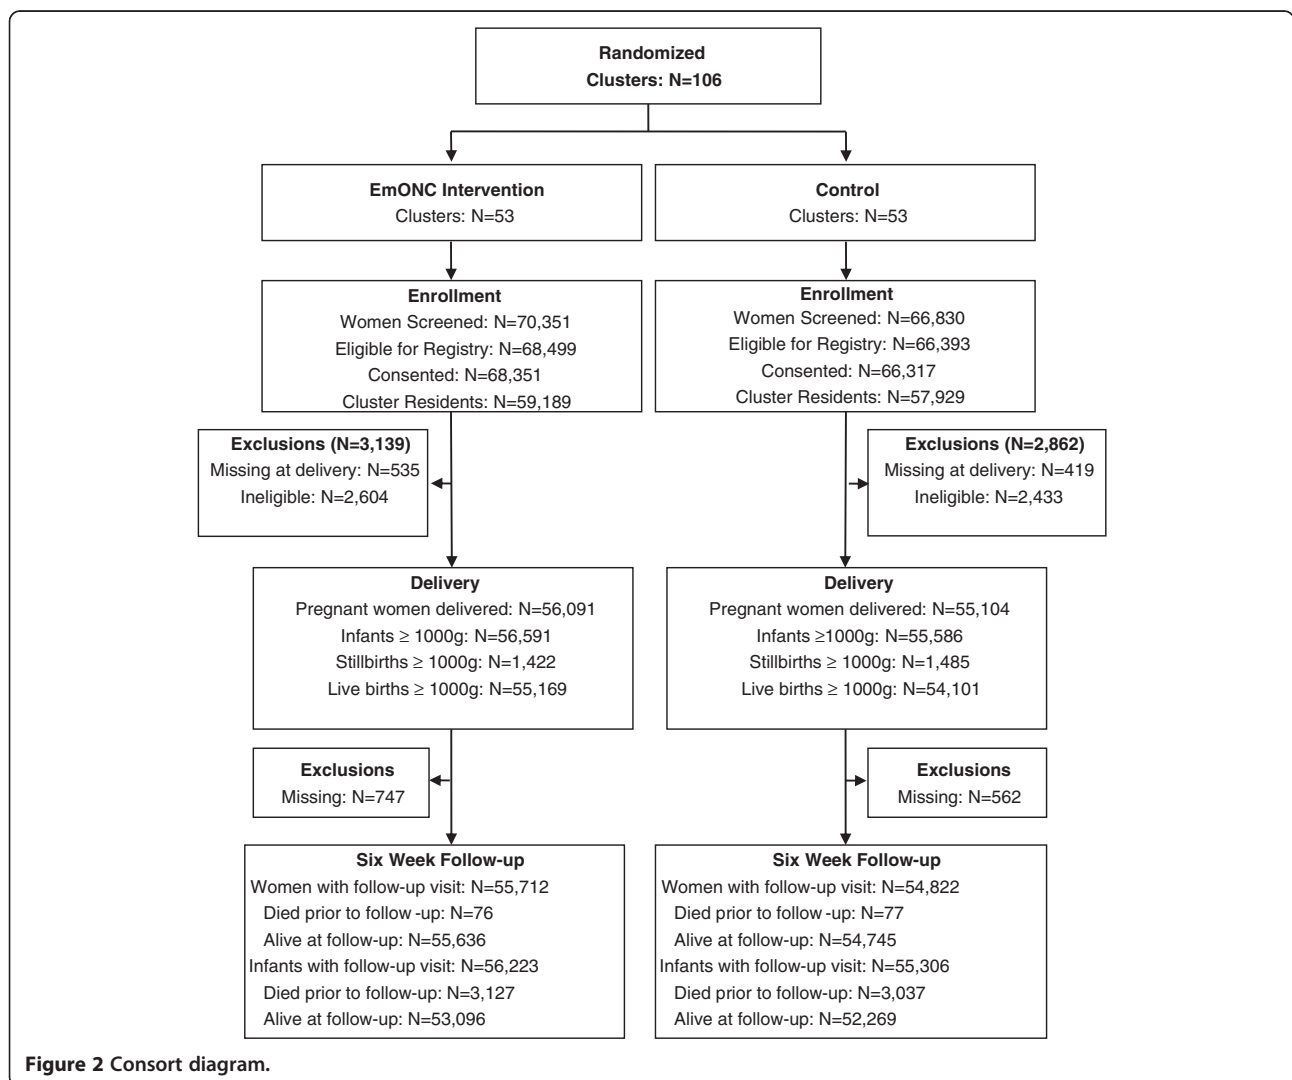 Randomized
Clusters: N=106
EmONC Intervention
Clusters: N=53
Control
Clusters: N=53
Enrollment
Women Screened: N=70,351
Eligible for Registry: N=68,499
Consented: N=68,351
Cluster Residents: N=59,189
Enrollment
Women Screened: N=66,830
Eligible for Registry: N=66,393
Consented: N=66,317
Cluster Residents: N=57,929
Exclusions (N=3,139)
Missing at delivery: N=535
Ineligible: N=2,604
Exclusions (N=2,862)
Missing at delivery: N=419
Ineligible: N=2,433
Delivery
Pregnant women delivered: N=56,091
Infants ≥ 1000g: N=56,591
Stillbirths ≥ 1000g: N=1,422
Live births ≥ 1000g: N=55,169
Delivery
Pregnant women delivered: N=55,104
Infants ≥1000g: N=55,586
Stillbirths ≥ 1000g: N=1,485
Live births ≥ 1000g: N=54,101
Exclusions
Missing: N=747
Exclusions
Missing: N=562
Six Week Follow-up
Women with follow-up visit: N=55,712
Died prior to follow-up: N=76
Alive at follow-up: N=55,636
Infants with follow-up visit: N=56,223
Died prior to follow-up: N=3,127
Alive at follow-up: N=53,096
Six Week Follow-up
Women with follow-up visit: N=54,822
Died prior to follow-up: N=77
Alive at follow-up: N=54,745
Infants with follow-up visit: N=55,306
Died prior to follow-up: N=3,037
Alive at follow-up: N=52,269
Figure 2 Consort diagram.